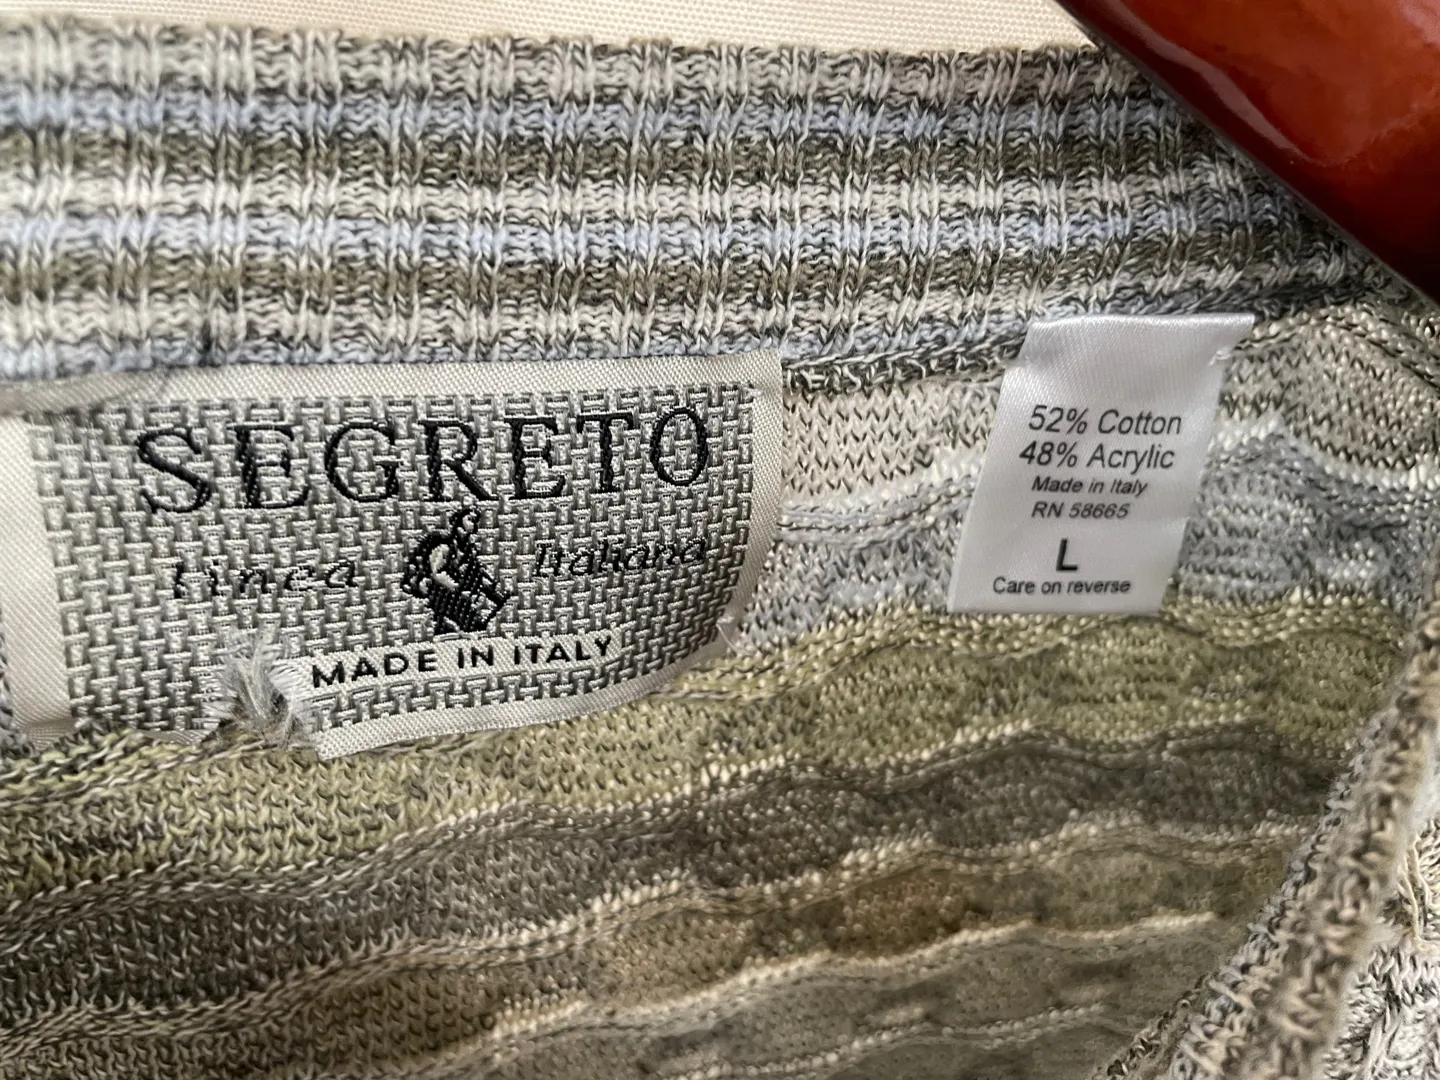 SEGRETO
Linea Italiana
MADE IN ITALY
52% Cotton
48% Acrylic
Made in Italy
RN 58665
L
Care on reverse